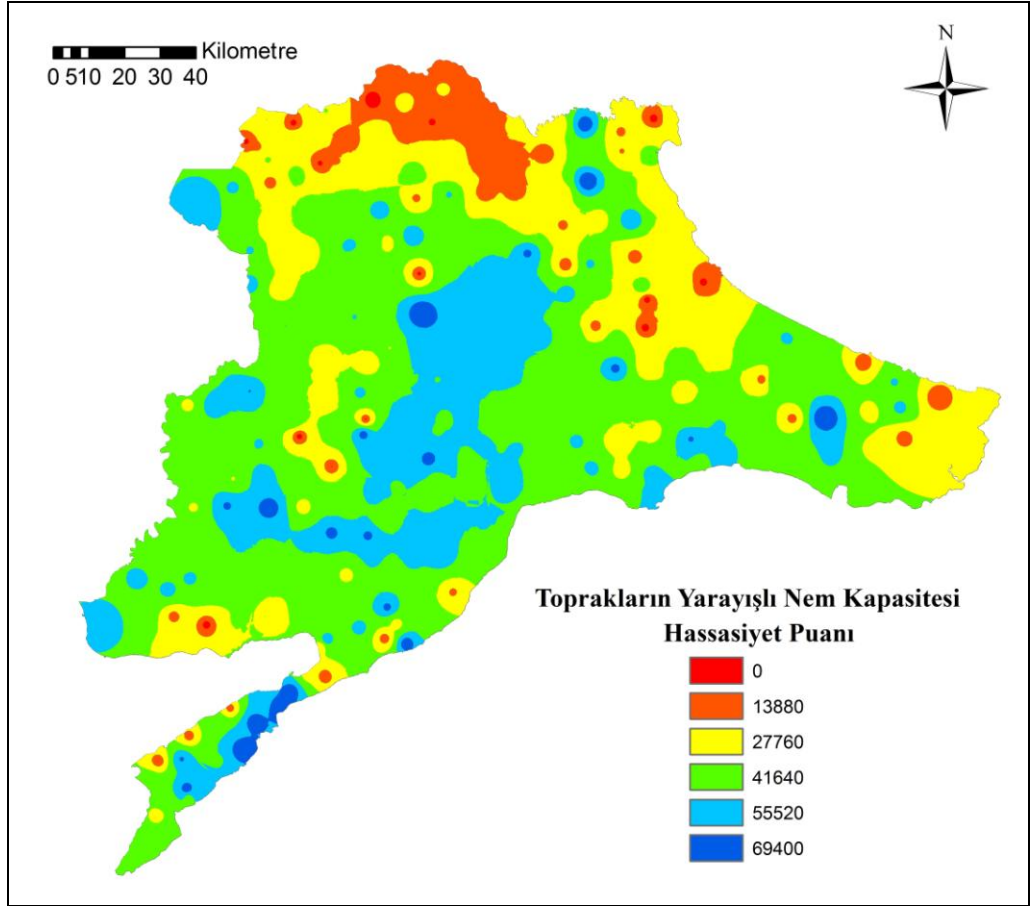 Kilometre
0 5 10 20 30 40
N
Toprakların Yarayışlı Nem Kapasitesi
Hassasiyet Puanı
0
13880
27760
41640
55520
69400